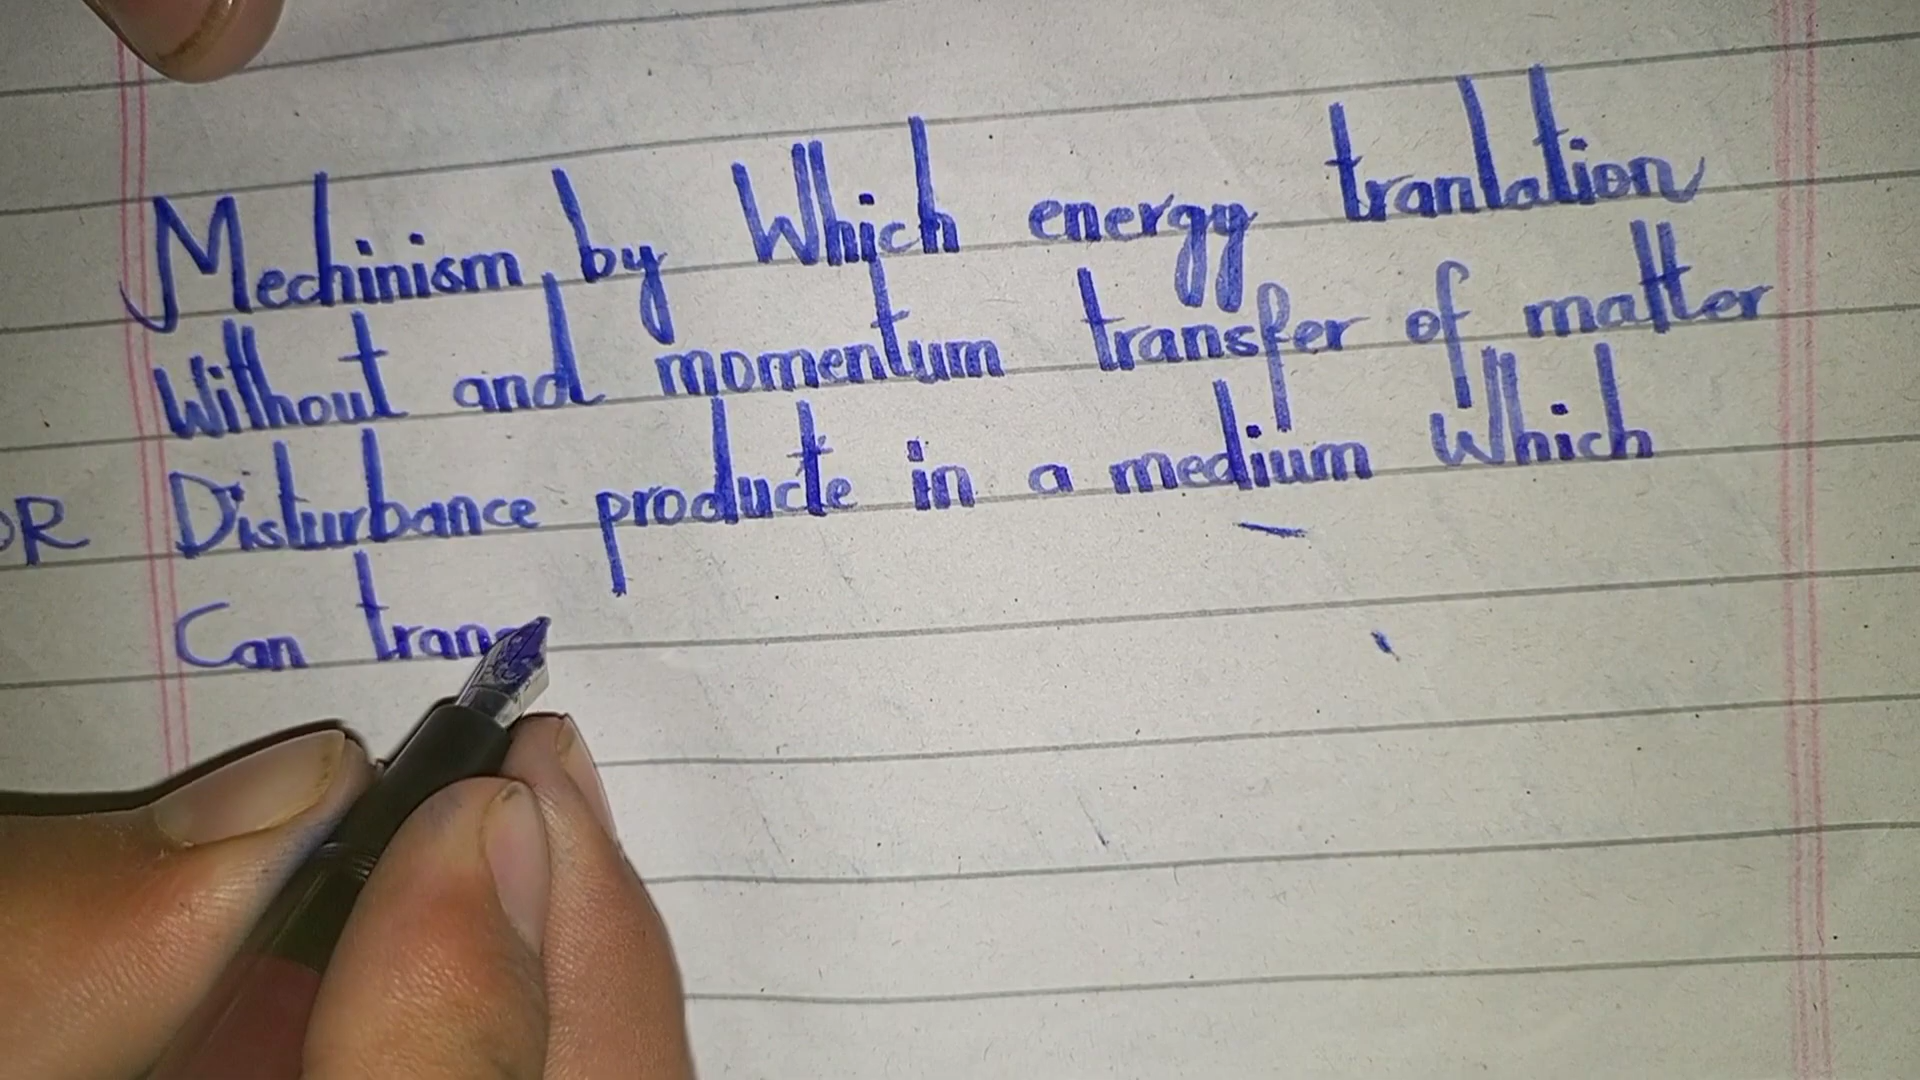 Mechinism by Which energy tranlation
Without and momentum transfer of matter
OR Disturbance producte in a medium Which
Can tran